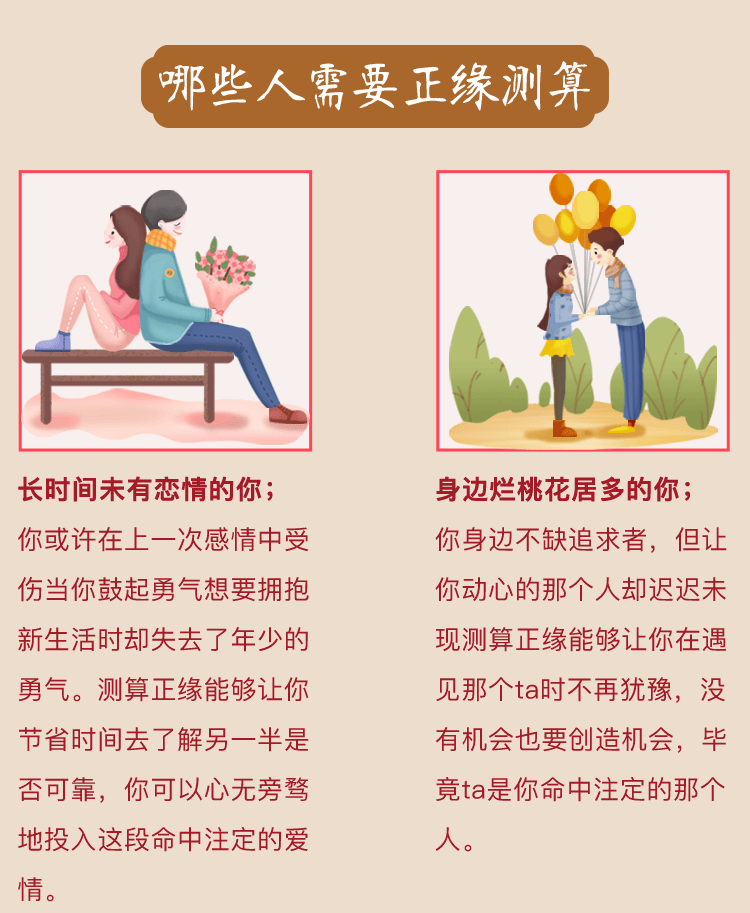 哪些人需要正缘测算
长时间未有恋情的你；
你或许在上一次感情中受
伤当你鼓起勇气想要拥抱
新生活时却失去了年少的
勇气。测算正缘能够让你
节省时间去了解另一半是
否可靠，你可以心无旁骛
地投入这段命中注定的爱
情。
身边烂桃花居多的你；
你身边不缺追求者，但让
你动心的那个人却迟迟未
现测算正缘能够让你在遇
见那个ta时不再犹豫，没
有机会也要创造机会，毕
竟ta是你命中注定的那个
人。